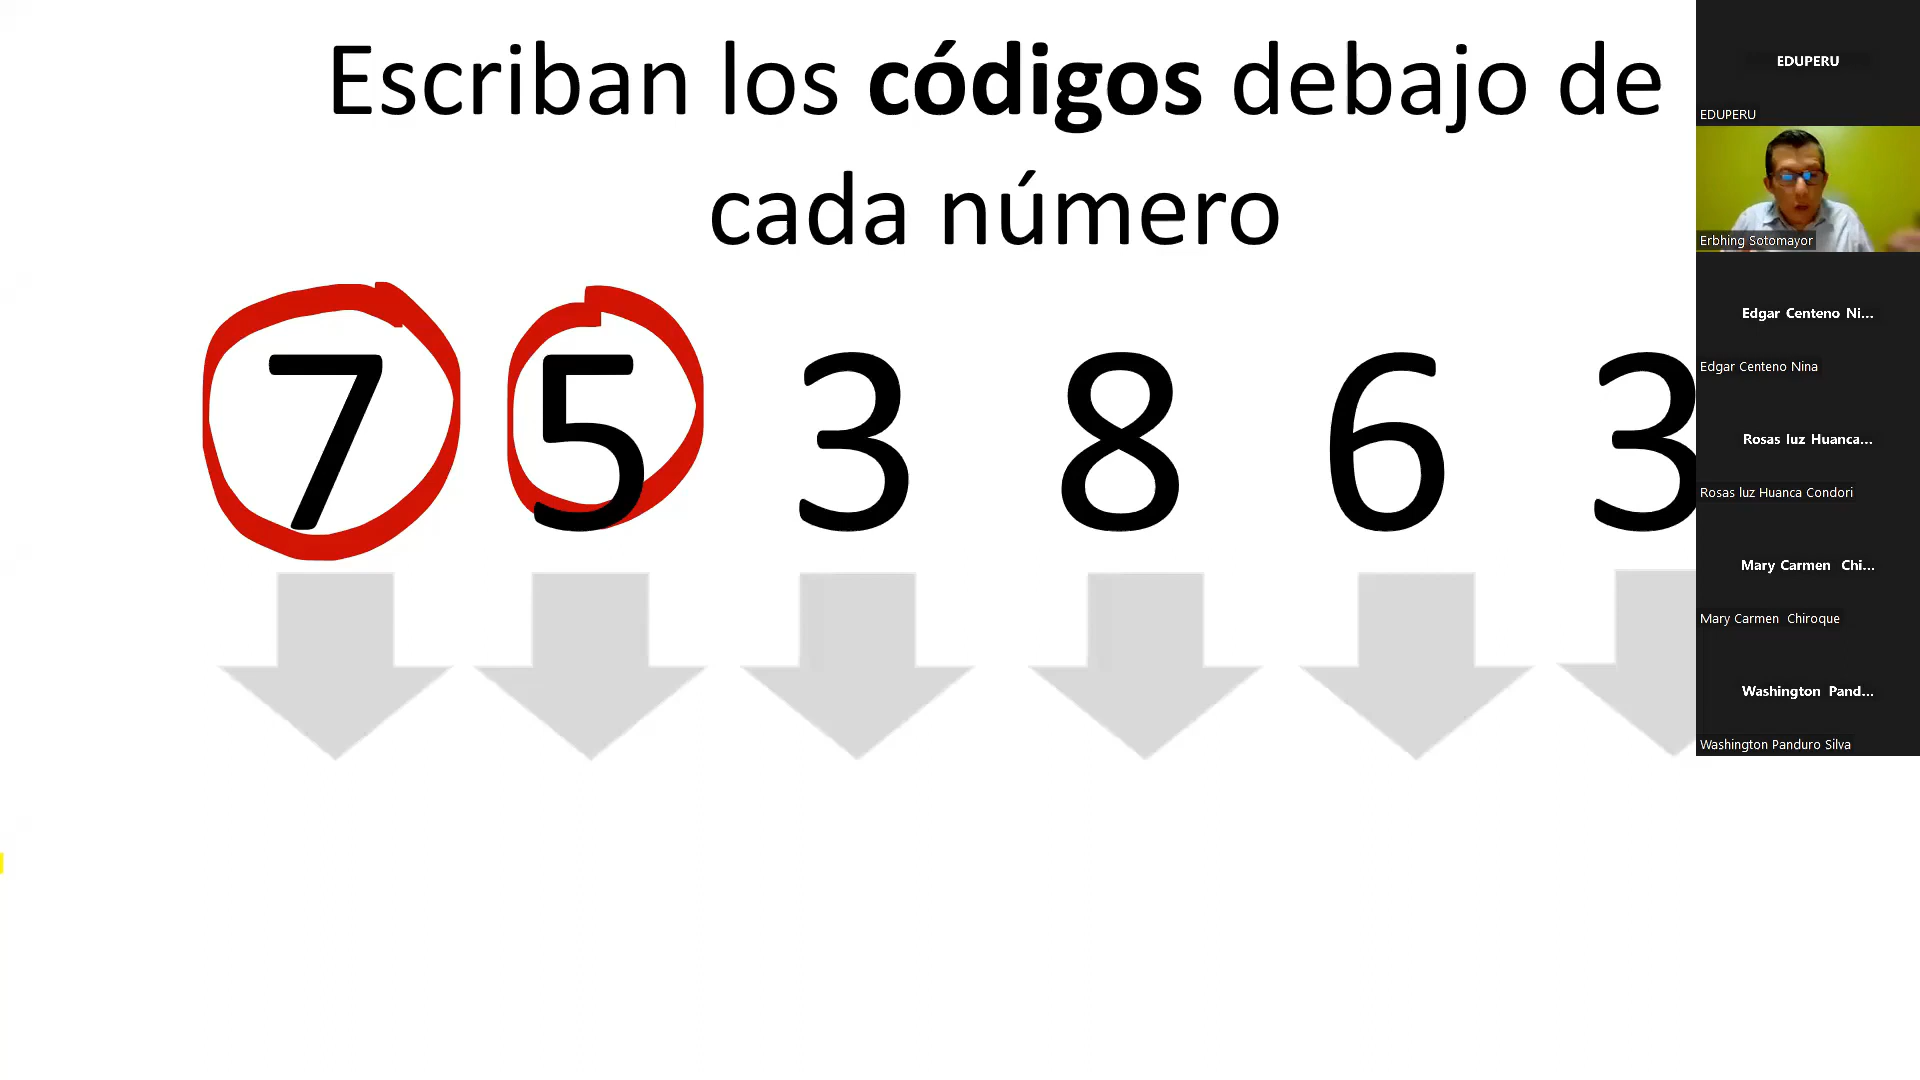 Escriban los códigos debajo de
cada número
7 5 3 8 6 3
EDUPERU
EDUPERU
Erbhing Sotomayor
Edgar Centeno Ni...
Edgar Centeno Nina
Rosas luz Huanca...
Rosas luz Huanca Condori
Mary Carmen Chi...
Mary Carmen Chiroque
Washington Pand...
Washington Panduro Silva